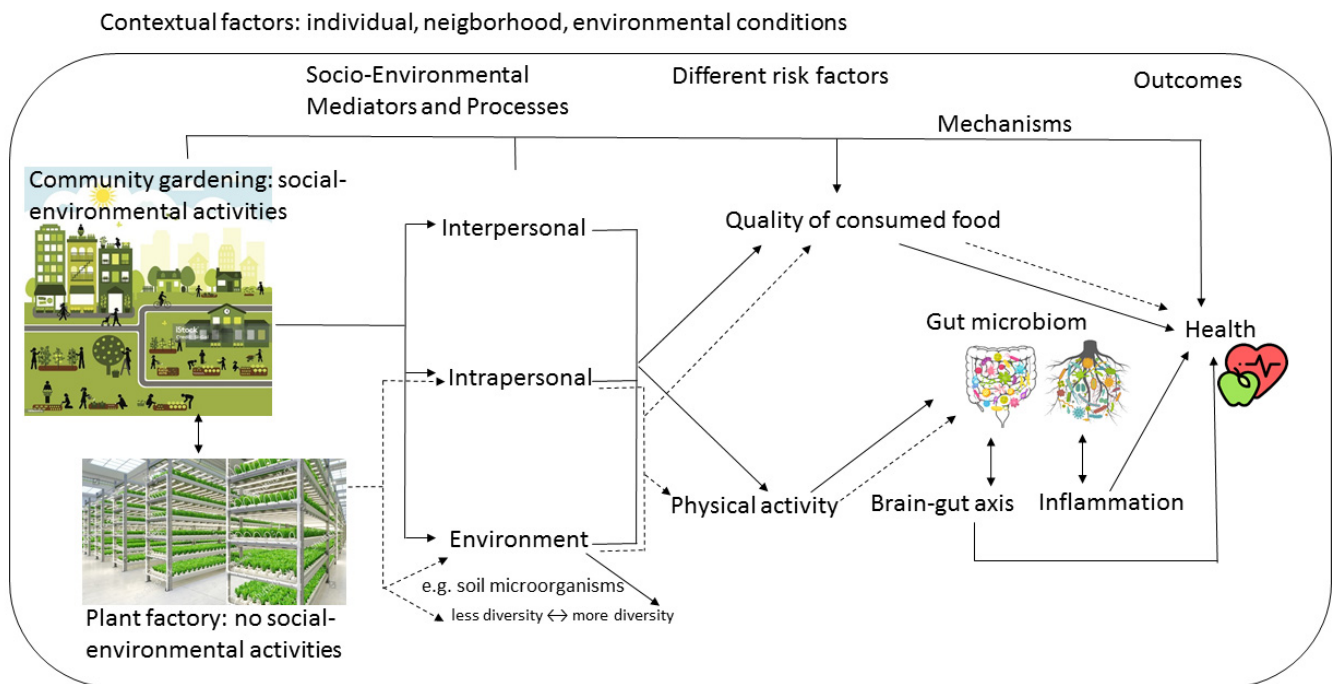 Contextual factors: individual, neigborhood, environmental conditions
Socio-Environmental
Mediators and Processes
Different risk factors
Outcomes
Mechanisms
Community gardening: social-
environmental activities
Interpersonal
Quality of consumed food
iStock
Gut microbiom
Health
Intrapersonal
Physical activity
Brain-gut axis
Inflammation
Environment
e.g. soil microorganisms
less diversity ↔ more diversity
Plant factory: no social-
environmental activities